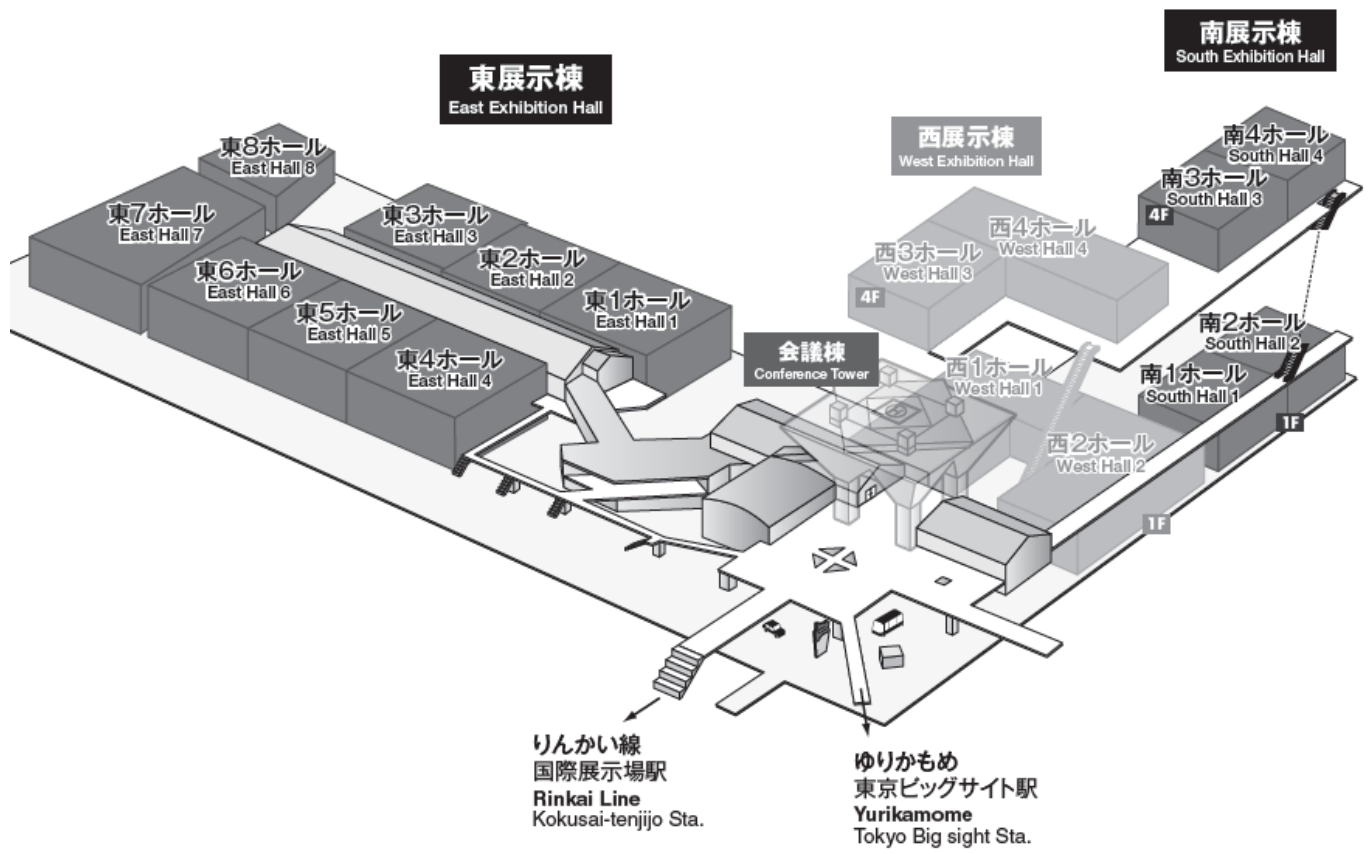 南展示棟
South Exhibition Hall
東展示棟
East Exhibition Hall
西展示棟
West Exhibition Hall
南4ホール
South Hall 4
南3ホール
South Hall 3
4F
東8ホール
East Hall 8
東7ホール
East Hall 7
東3ホール
East Hall 3
東2ホール
East Hall 2
東1ホール
East Hall 1
東6ホール
East Hall 6
東5ホール
East Hall 5
東4ホール
East Hall 4
西4ホール
West Hall 4
西3ホール
West Hall 3
4F
会議棟
Conference Tower
西1ホール
West Hall 1
西2ホール
West Hall 2
1F
南2ホール
South Hall 2
南1ホール
South Hall 1
1F
りんかい線
国際展示場駅
Rinkai Line
Kokusai-tenjijo Sta.
ゆりかもめ
東京ビッグサイト駅
Yurikamome
Tokyo Big sight Sta.